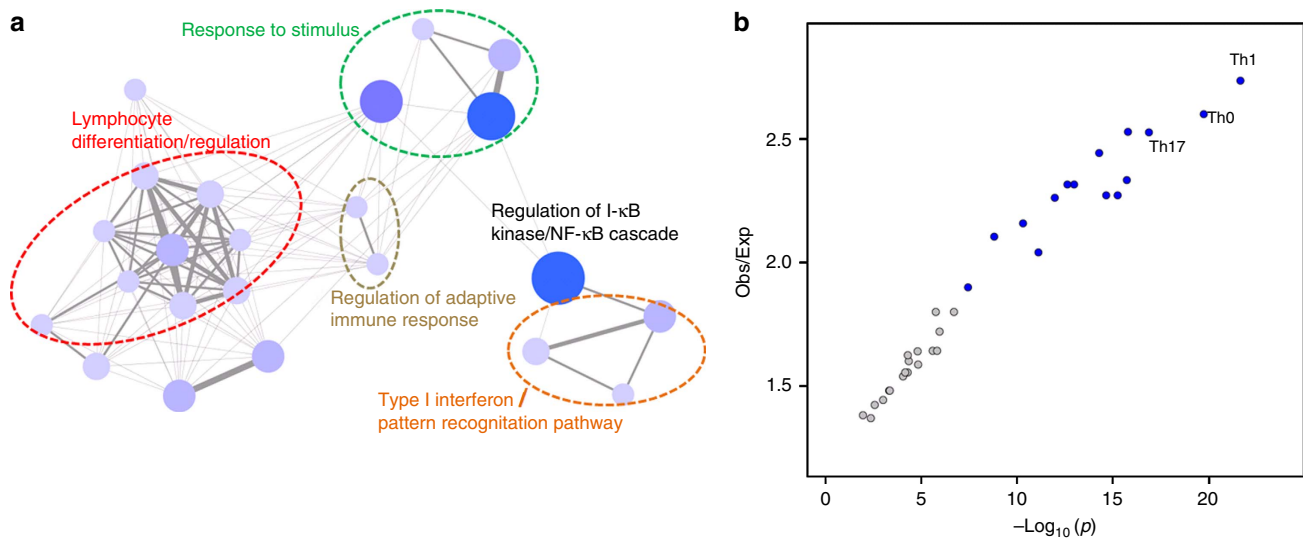 a
Response to stimulus
Lymphocyte
differentiation/regulation
Regulation of I-κB
kinase/NF-κB cascade
Regulation of adaptive
immune response
Type I interferon
pattern recognitation pathway
b
Th1
Th0
Th17
Obs/Exp
2.5
2.0
1.5
0 5 10 15 20
−Log10 (p)